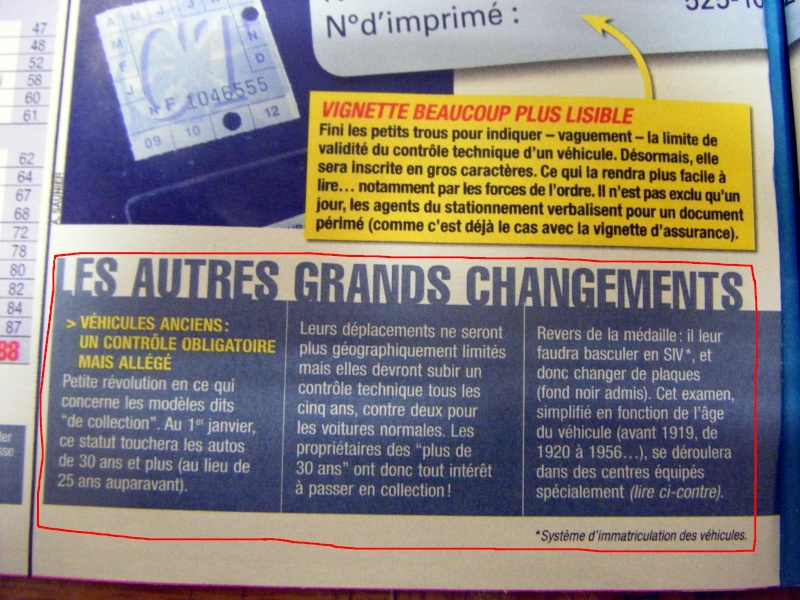 47
48
52
58
60
61
62
64
67
68
72
78
80
82
84
87
88
A M F J
N D
N F 1046555
09 10 12
A. SAUNIER
N°d'imprimé :
VIGNETTE BEAUCOUP PLUS LISIBLE
Fini les petits trous pour indiquer – vaguement – la limite de
validité du contrôle technique d'un véhicule. Désormais, elle
sera inscrite en gros caractères. Ce qui la rendra plus facile à
lire… notamment par les forces de l'ordre. Il n'est pas exclu qu'un
jour, les agents du stationnement verbalisent pour un document
périmé (comme c'est déjà le cas avec la vignette d'assurance).
LES AUTRES GRANDS CHANGEMENTS
> VÉHICULES ANCIENS :
UN CONTRÔLE OBLIGATOIRE
MAIS ALLÉGÉ
Petite révolution en ce qui
concerne les modèles dits
"de collection". Au 1er janvier,
ce statut touchera les autos
de 30 ans et plus (au lieu de
25 ans auparavant).
Leurs déplacements ne seront
plus géographiquement limités
mais elles devront subir un
contrôle technique tous les
cinq ans, contre deux pour
les voitures normales. Les
propriétaires des "plus de
30 ans" ont donc tout intérêt
à passer en collection !
Revers de la médaille : il leur
faudra basculer en SIV*, et
donc changer de plaques
(fond noir admis). Cet examen,
simplifié en fonction de l'âge
du véhicule (avant 1919, de
1920 à 1956…), se déroulera
dans des centres équipés
spécialement (lire ci-contre).
*Système d'immatriculation des véhicules.